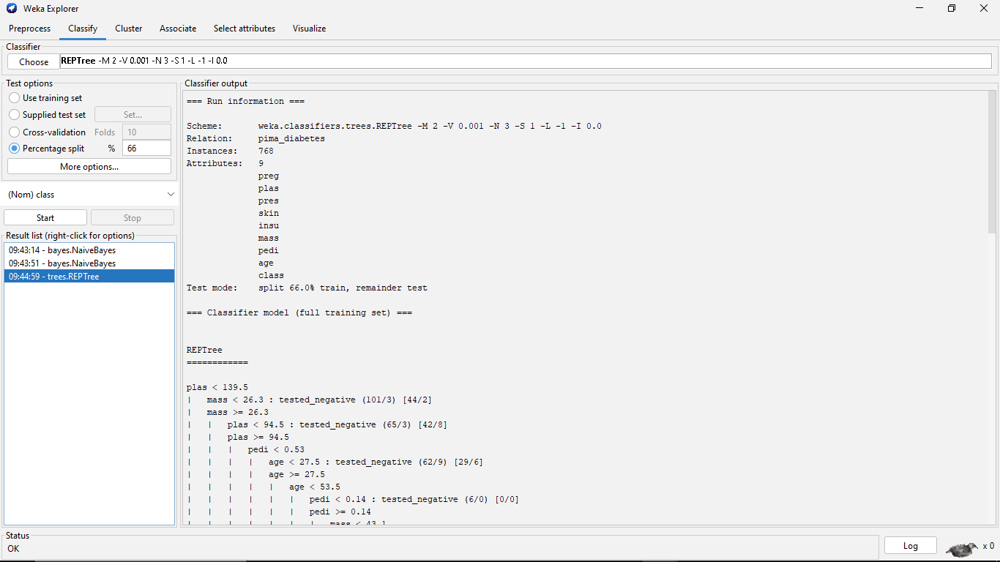 Weka Explorer
Preprocess Classify Cluster Associate Select attributes Visualize
Classifier
Choose REPTree -M 2 -V 0.001 -N 3 -S 1 -L -1 -I 0.0
Test options
Use training set
Supplied test set Set...
Cross-validation Folds 10
Percentage split % 66
More options...
(Nom) class
Start Stop
Result list (right-click for options)
09:43:14 - bayes.NaiveBayes
09:43:51 - bayes.NaiveBayes
09:44:59 - trees.REPTree
Classifier output
=== Run information ===
Scheme: weka.classifiers.trees.REPTree -M 2 -V 0.001 -N 3 -S 1 -L -1 -I 0.0
Relation: pima_diabetes
Instances: 768
Attributes: 9
preg
plas
pres
skin
insu
mass
pedi
age
class
Test mode: split 66.0% train, remainder test
=== Classifier model (full training set) ===
REPTree
============
plas < 139.5
| mass < 26.3 : tested_negative (101/3) [44/2]
| mass >= 26.3
| | plas < 94.5 : tested_negative (65/3) [42/8]
| | plas >= 94.5
| | | pedi < 0.53
| | | | age < 27.5 : tested_negative (62/9) [29/6]
| | | | age >= 27.5
| | | | | age < 53.5
| | | | | | pedi < 0.14 : tested_negative (6/0) [0/0]
| | | | | | pedi >= 0.14
| | | | | | | mass < 43.1
Status
OK
Log x 0